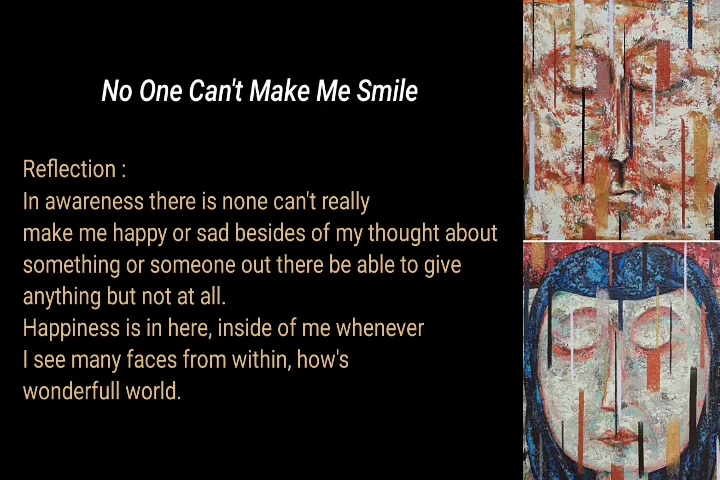 No One Can't Make Me Smile
Reflection :
In awareness there is none can't really
make me happy or sad besides of my thought about
something or someone out there be able to give
anything but not at all.
Happiness is in here, inside of me whenever
I see many faces from within, how's
wonderfull world.